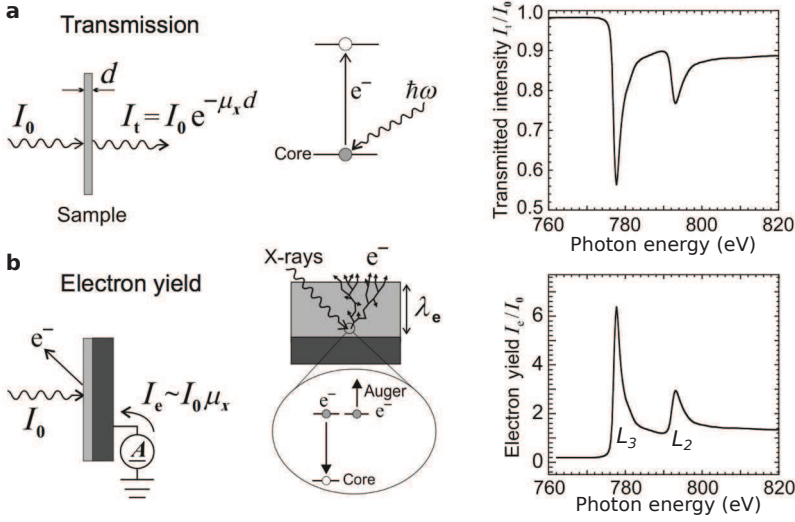 a
Transmission
d
I₀
Iₜ = I₀ e^{−μₓ d}
Sample
e⁻
ħω
Core
Transmitted intensity Iₜ/I₀
1.0
0.9
0.8
0.7
0.6
0.5
760
780
800
820
Photon energy (eV)
b
Electron yield
e⁻
I₀
Iₑ~I₀μₓ
A
X-rays
e⁻
λₑ
Auger
e⁻
e⁻
Core
Electron yield Iₑ/I₀
6
4
2
0
L₃
L₂
760
780
800
820
Photon energy (eV)